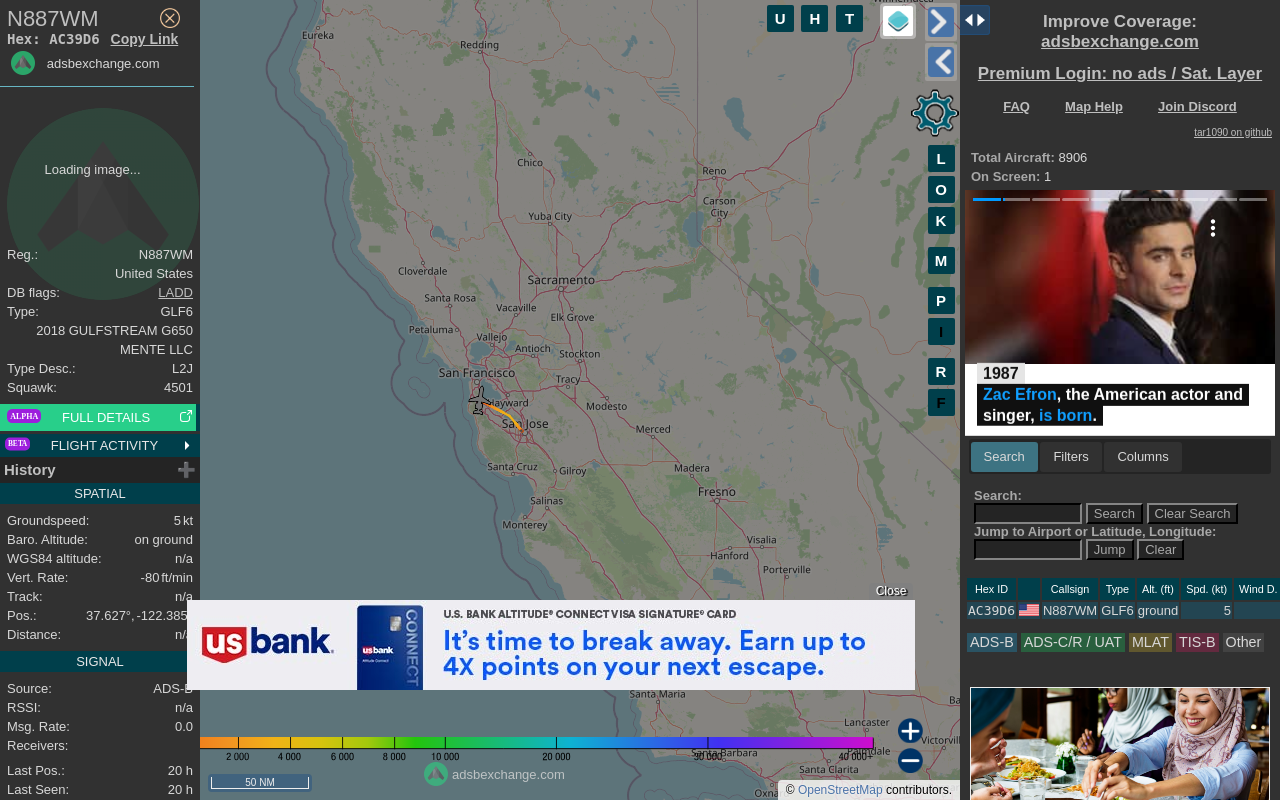 N887WM
Hex: AC39D6 Copy Link
adsbexchange.com
Loading image...
Reg.: N887WM
United States
DB flags: LADD
Type: GLF6
2018 GULFSTREAM G650
MENTE LLC
Type Desc.: L2J
Squawk: 4501
ALPHA FULL DETAILS
BETA FLIGHT ACTIVITY
History
SPATIAL
Groundspeed: 5 kt
Baro. Altitude: on ground
WGS84 altitude: n/a
Vert. Rate: -80 ft/min
Track: n/a
Pos.: 37.627°, -122.385
Distance: n/
SIGNAL
Source: ADS-B
RSSI: n/a
Msg. Rate: 0.0
Receivers:
Last Pos.: 20 h
Last Seen: 20 h
Eureka
Redding
Chico
Reno
Carson
City
Yuba City
Cloverdale
Sacramento
Santa Rosa
Vacaville
Elk Grove
Petaluma
Vallejo
Antioch
Stockton
San Francisco
Tracy
Hayward
Modesto
San Jose
Merced
Santa Cruz
Gilroy
Madera
Fresno
Salinas
Monterey
Visalia
Hanford
Porterville
Santa Maria
Lancaster
Santa Barbara
Santa Clarita
U H T
L
O
K
M
P
I
R
F
Close
U.S. BANK ALTITUDE® CONNECT VISA SIGNATURE® CARD
us bank.
CONNECT
usbank
It's time to break away. Earn up to
4X points on your next escape.
2 000 4 000 6 000 8 000 10 000 20 000 30 000 40 000+
adsbexchange.com
50 NM
© OpenStreetMap contributors.
Improve Coverage:
adsbexchange.com
Premium Login: no ads / Sat. Layer
FAQ Map Help Join Discord
tar1090 on github
Total Aircraft: 8906
On Screen: 1
1987
Zac Efron, the American actor and
singer, is born.
Search Filters Columns
Search:
Search Clear Search
Jump to Airport or Latitude, Longitude:
Jump Clear
Hex ID Callsign Type Alt. (ft) Spd. (kt) Wind D.
AC39D6 N887WM GLF6 ground 5
ADS-B ADS-C/R / UAT MLAT TIS-B Other